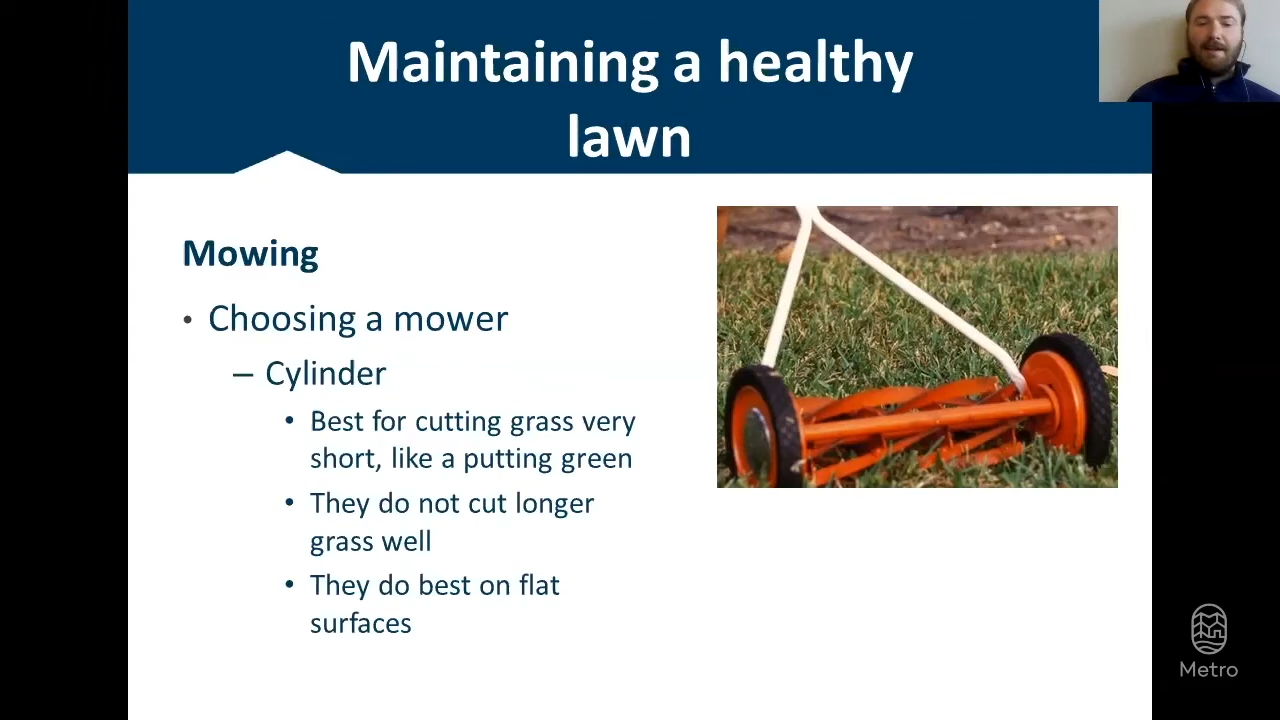 Maintaining a healthy
lawn
Mowing
• Choosing a mower
– Cylinder
• Best for cutting grass very
short, like a putting green
• They do not cut longer
grass well
• They do best on flat
surfaces
Metro